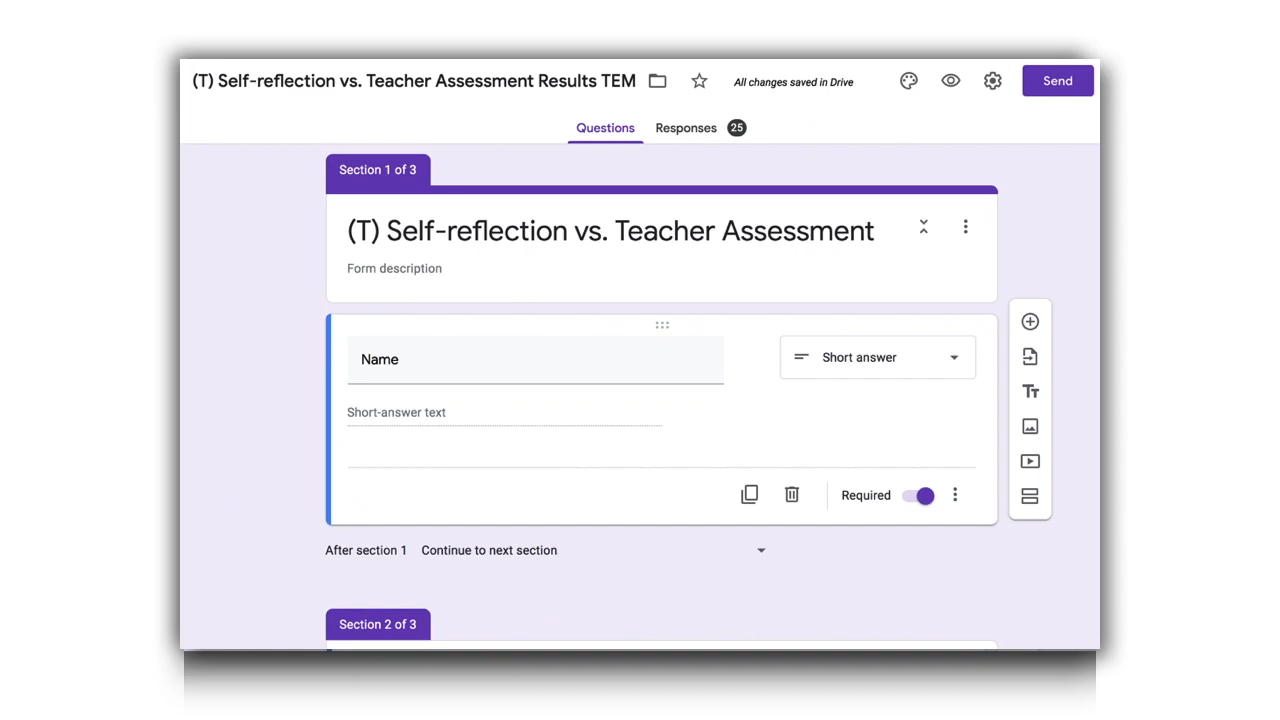 (T) Self-reflection vs. Teacher Assessment Results TEM
All changes saved in Drive
Send
Questions
Responses 25
Section 1 of 3
(T) Self-reflection vs. Teacher Assessment
Form description
Name
Short answer
Short-answer text
Required
After section 1 Continue to next section
Section 2 of 3